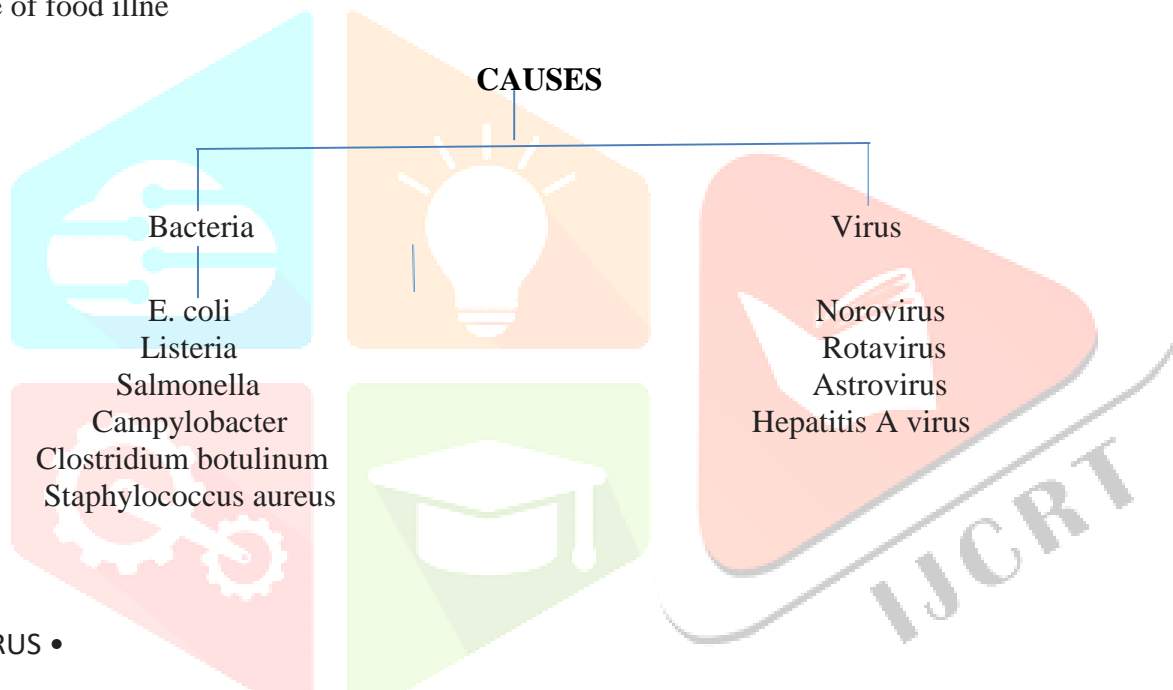 e of food illne
CAUSES
Bacteria
Virus
E. coli
Listeria
Salmonella
Campylobacter
Clostridium botulinum
Staphylococcus aureus
Norovirus
Rotavirus
Astrovirus
Hepatitis A virus
IJCRT
RUS •